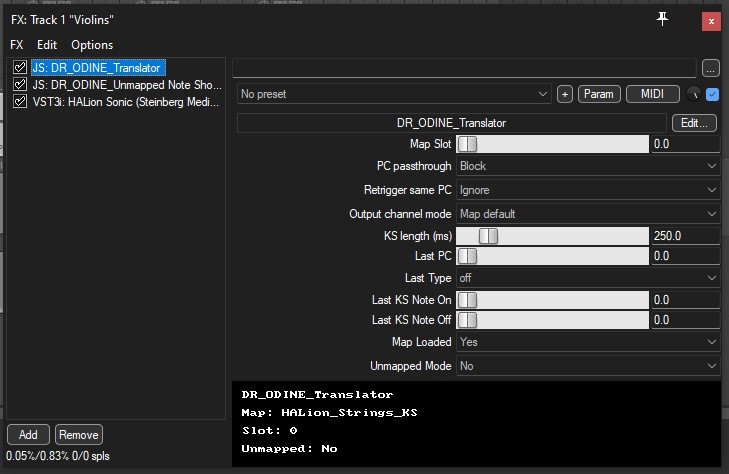 FX: Track 1 "Violins"
x
FX Edit Options
JS: DR_ODINE_Translator
JS: DR_ODINE_Unmapped Note Sho...
VST3i: HALion Sonic (Steinberg Medi...
...
No preset + Param MIDI
DR_ODINE_Translator Edit...
Map Slot 0.0
PC passthrough Block
Retrigger same PC Ignore
Output channel mode Map default
KS length (ms) 250.0
Last PC 0.0
Last Type off
Last KS Note On 0.0
Last KS Note Off 0.0
Map Loaded Yes
Unmapped Mode No
DR_ODINE_Translator
Map: HALion_Strings_KS
Slot: 0
Unmapped: No
Add Remove
0.05%/0.83% 0/0 spls